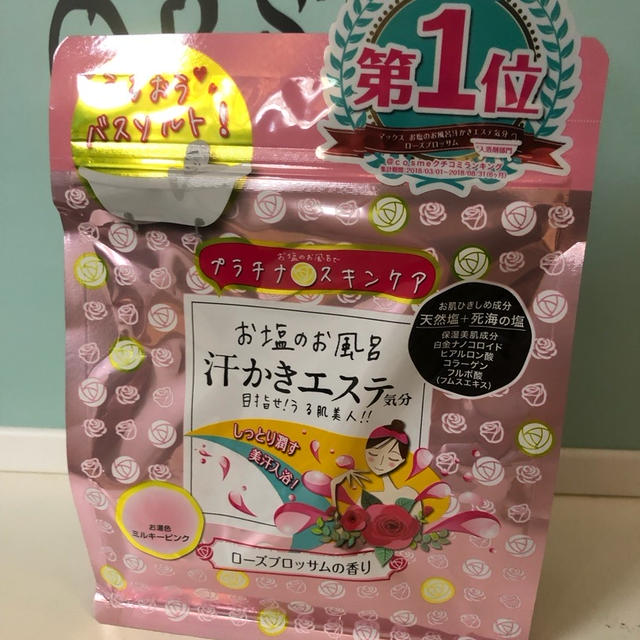 うるおう
バスソルト!
第1位
マックス お塩のお風呂汗かきエステ気分
ローズブロッサム
入浴剤部門
@cosmeクチコミランキング
集計期間:2018/03/01~2018/08/31(6ヶ月)
お塩のお風呂で
プラチナ スキンケア
お肌ひきしめ成分
天然塩+死海の塩
保湿美肌成分
白金ナノコロイド
ヒアルロン酸
コラーゲン
フルボ酸
(フムスエキス)
お塩のお風呂
汗かきエステ気分
目指せ!うる肌美人!!
しっとり潤す
美汗入浴!
お湯色
ミルキーピンク
ローズブロッサムの香り